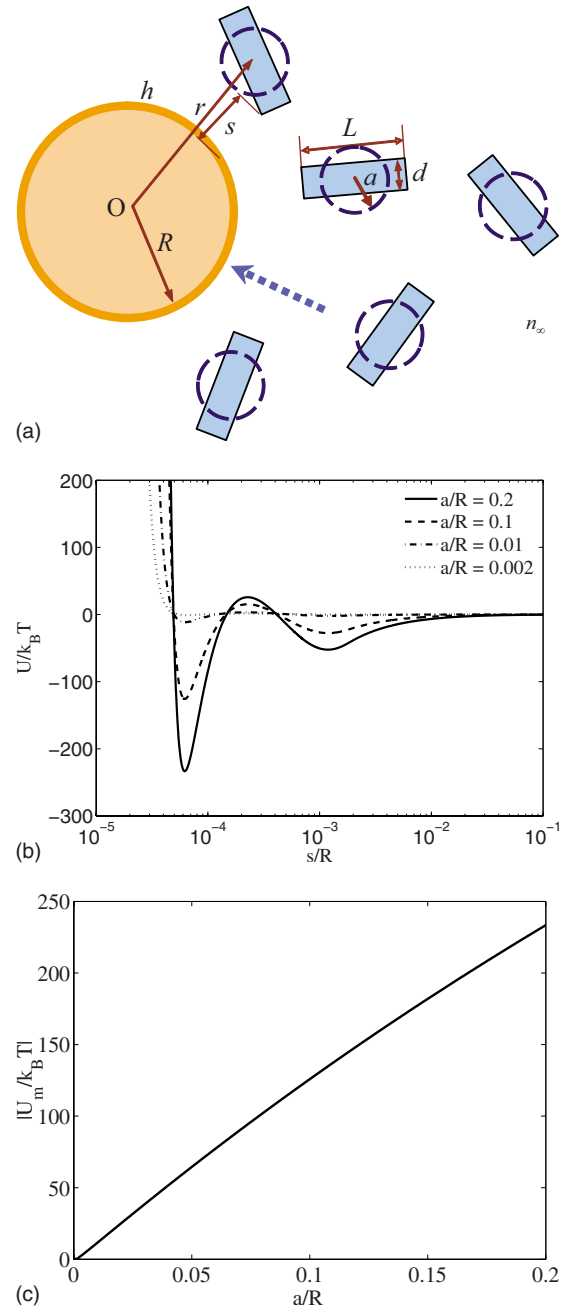 h
r
s
L
O
a
d
R
n∞
(a)
200
a/R = 0.2
a/R = 0.1
100
a/R = 0.01
a/R = 0.002
0
U/k_B T
−100
−200
−300
10^−5
10^−4
10^−3
10^−2
10^−1
(b)
s/R
250
200
150
|U_m/k_B T|
100
50
0
0
0.05
0.1
0.15
0.2
(c)
a/R